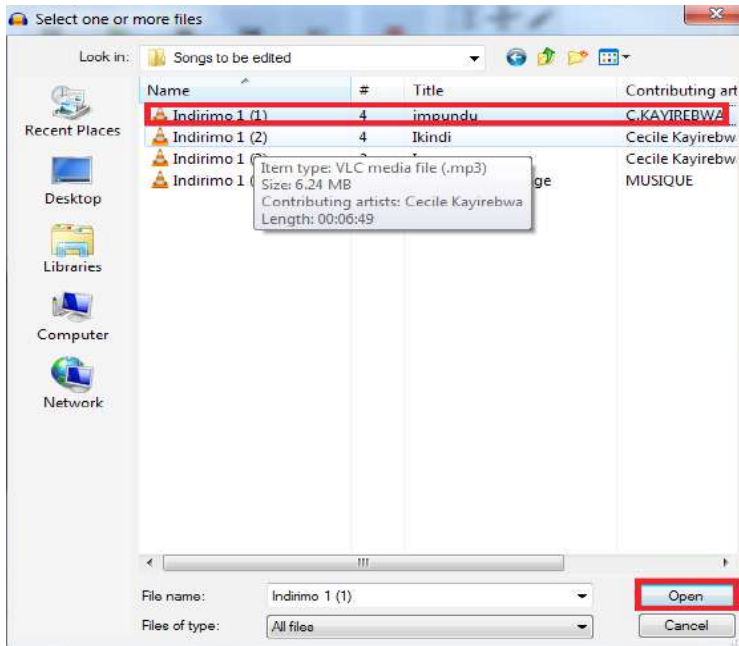 Select one or more files
Look in: Songs to be edited
Name # Title Contributing art
Indirimo 1 (1) 4 impundu C.KAYIREBWA
Indirimo 1 (2) 4 Ikindi Cecile Kayirebw
Indirimo 1 Cecile Kayirebw
Indirimo 1 ge MUSIQUE
Item type: VLC media file (.mp3)
Size: 6.24 MB
Contributing artists: Cecile Kayirebwa
Length: 00:06:49
Recent Places
Desktop
Libraries
Computer
Network
File name: Indirimo 1 (1) Open
Files of type: All files Cancel